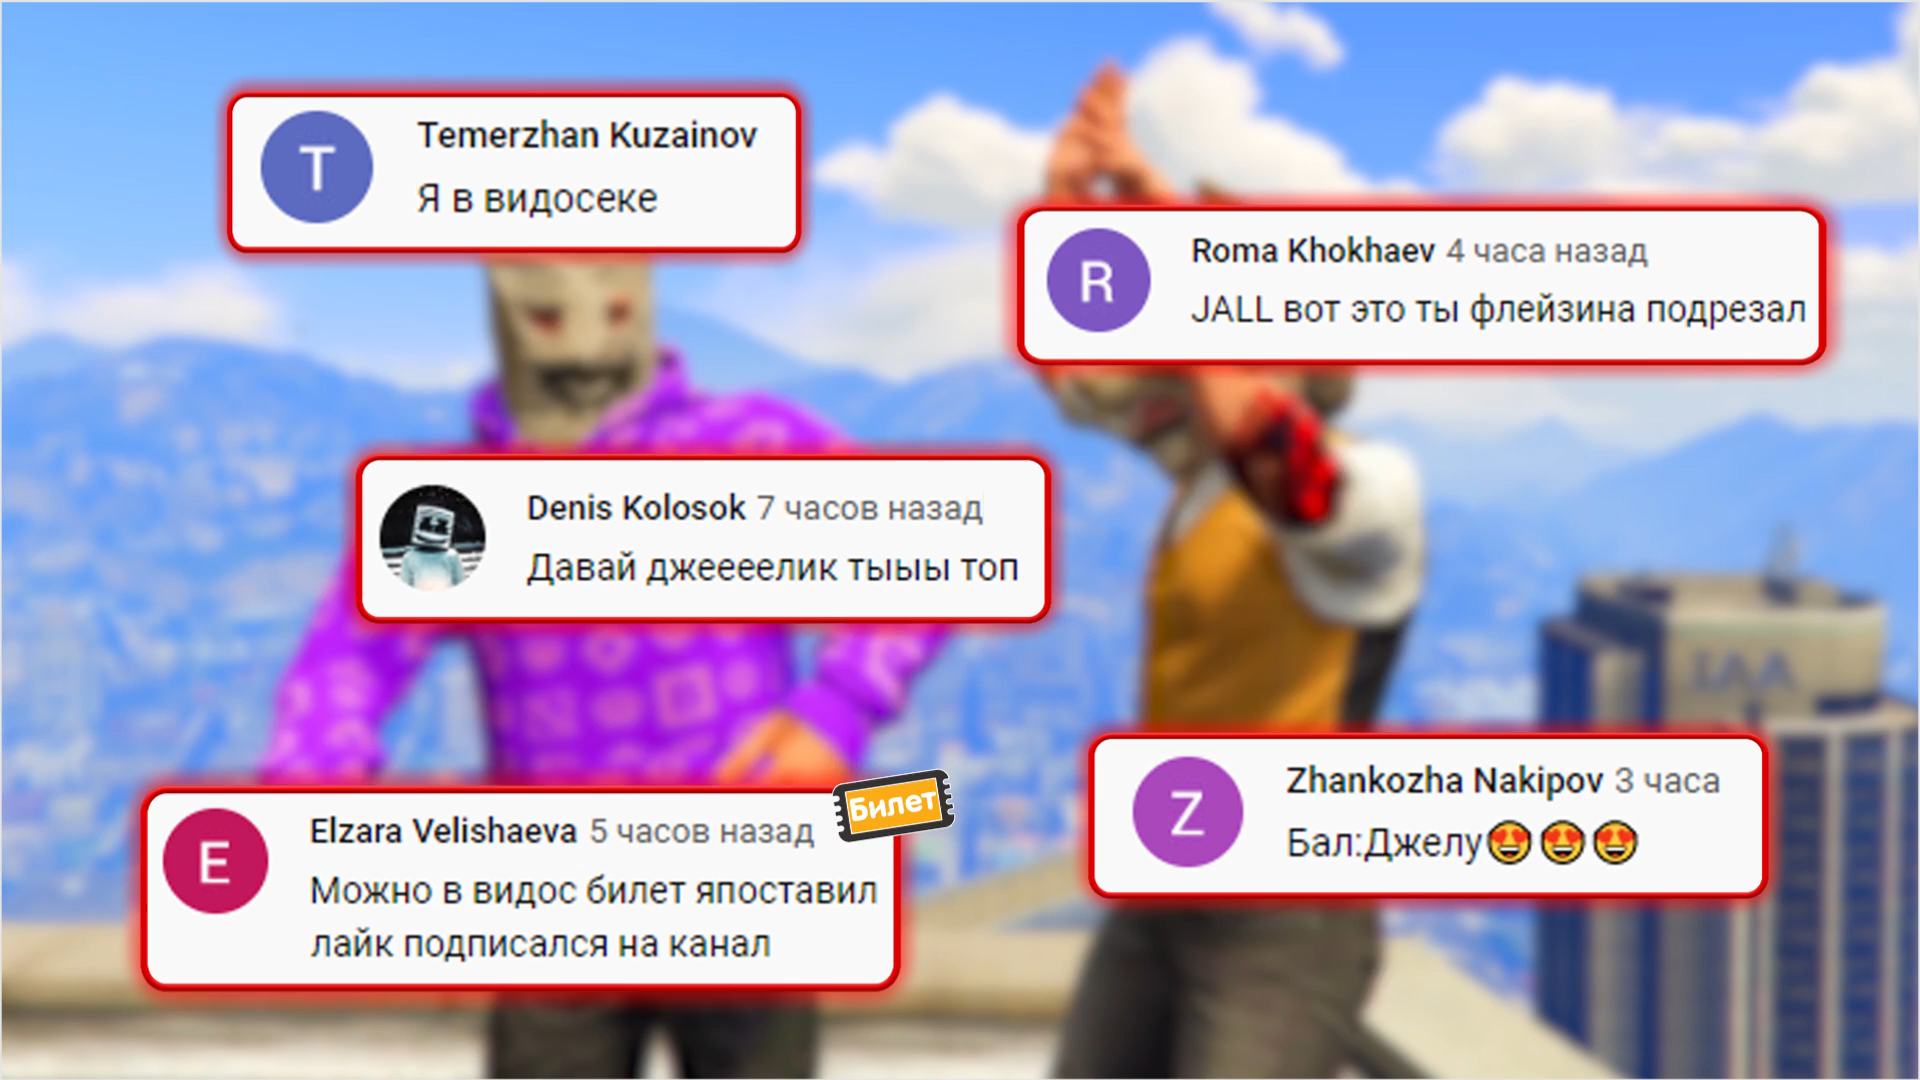 T
Temerzhan Kuzainov
Я в видосеке
R
Roma Khokhaev 4 часа назад
JALL вот это ты флейзина подрезал
Denis Kolosok 7 часов назад
Давай джеееелик тыыы топ
Билет
E
Elzara Velishaeva 5 часов назад
Можно в видос билет япоставил
лайк подписался на канал
Z
Zhankozha Nakipov 3 часа
Бал:Джелу😍😍😍
IAA